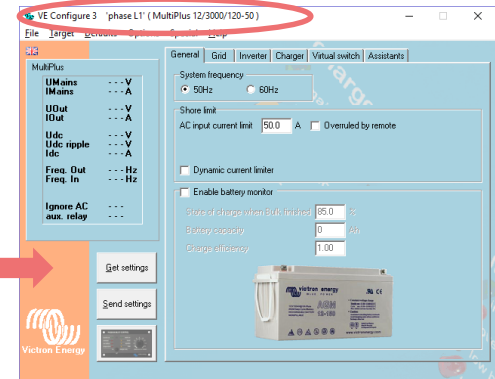 VE Configure 3 'phase L1' ( MultiPlus 12/3000/120-50 )
File Target Defaults Options Special Help
General Grid Inverter Charger Virtual switch Assistants
MultiPlus
UMains - - - V
IMains - - - A
UOut - - - V
IOut - - - A
Udc - - - V
Udc ripple - - - V
Idc - - - A
Freq. Out - - - Hz
Freq. In - - - Hz
Ignore AC - - -
aux. relay - - -
Get settings
Send settings
Victron Energy
System frequency
50Hz 60Hz
Shore limit
AC input current limit 50.0 A Overruled by remote
Dynamic current limiter
Enable battery monitor
State of charge when Bulk finished 85.0 %
Battery capacity 0 Ah
Charge efficiency 1.00
victron energy
AGM